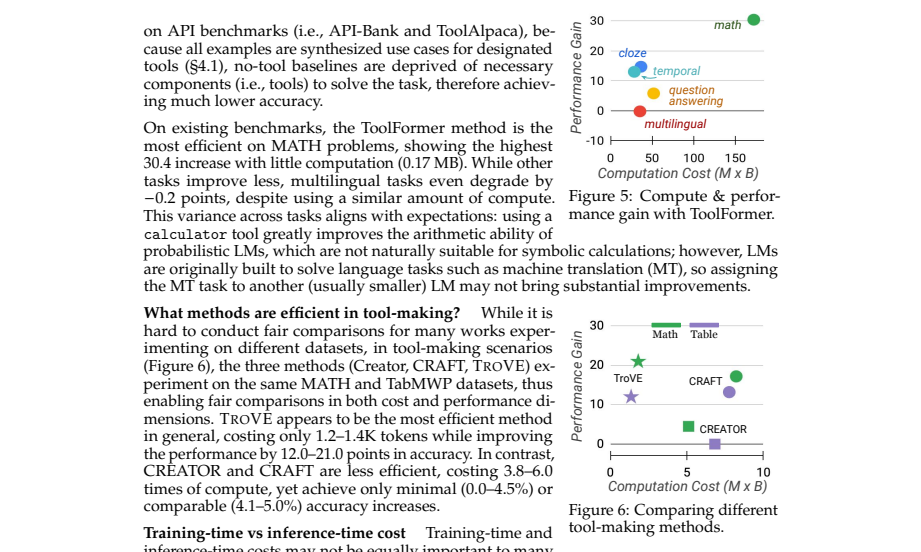 on API benchmarks (i.e., API-Bank and ToolAlpaca), be-
cause all examples are synthesized use cases for designated
tools (§4.1), no-tool baselines are deprived of necessary
components (i.e., tools) to solve the task, therefore achiev-
ing much lower accuracy.
On existing benchmarks, the ToolFormer method is the
most efficient on MATH problems, showing the highest
30.4 increase with little computation (0.17 MB). While other
tasks improve less, multilingual tasks even degrade by
−0.2 points, despite using a similar amount of compute.
This variance across tasks aligns with expectations: using a
calculator tool greatly improves the arithmetic ability of
probabilistic LMs, which are not naturally suitable for symbolic calculations; however, LMs
are originally built to solve language tasks such as machine translation (MT), so assigning
the MT task to another (usually smaller) LM may not bring substantial improvements.
Performance Gain
30
20
10
0
-10
math
cloze
temporal
question
answering
multilingual
0 50 100 150
Computation Cost (M x B)
Figure 5: Compute & perfor-
mance gain with ToolFormer.
What methods are efficient in tool-making? While it is
hard to conduct fair comparisons for many works exper-
imenting on different datasets, in tool-making scenarios
(Figure 6), the three methods (Creator, CRAFT, TROVE) ex-
periment on the same MATH and TabMWP datasets, thus
enabling fair comparisons in both cost and performance di-
mensions. TROVE appears to be the most efficient method
in general, costing only 1.2–1.4K tokens while improving
the performance by 12.0–21.0 points in accuracy. In contrast,
CREATOR and CRAFT are less efficient, costing 3.8–6.0
times of compute, yet achieve only minimal (0.0–4.5%) or
comparable (4.1–5.0%) accuracy increases.
Performance Gain
30
20
10
0
Math Table
TroVE
CRAFT
CREATOR
0 5 10
Computation Cost (M x B)
Figure 6: Comparing different
tool-making methods.
Training-time vs inference-time cost Training-time and
inference-time costs may not be equally important to many